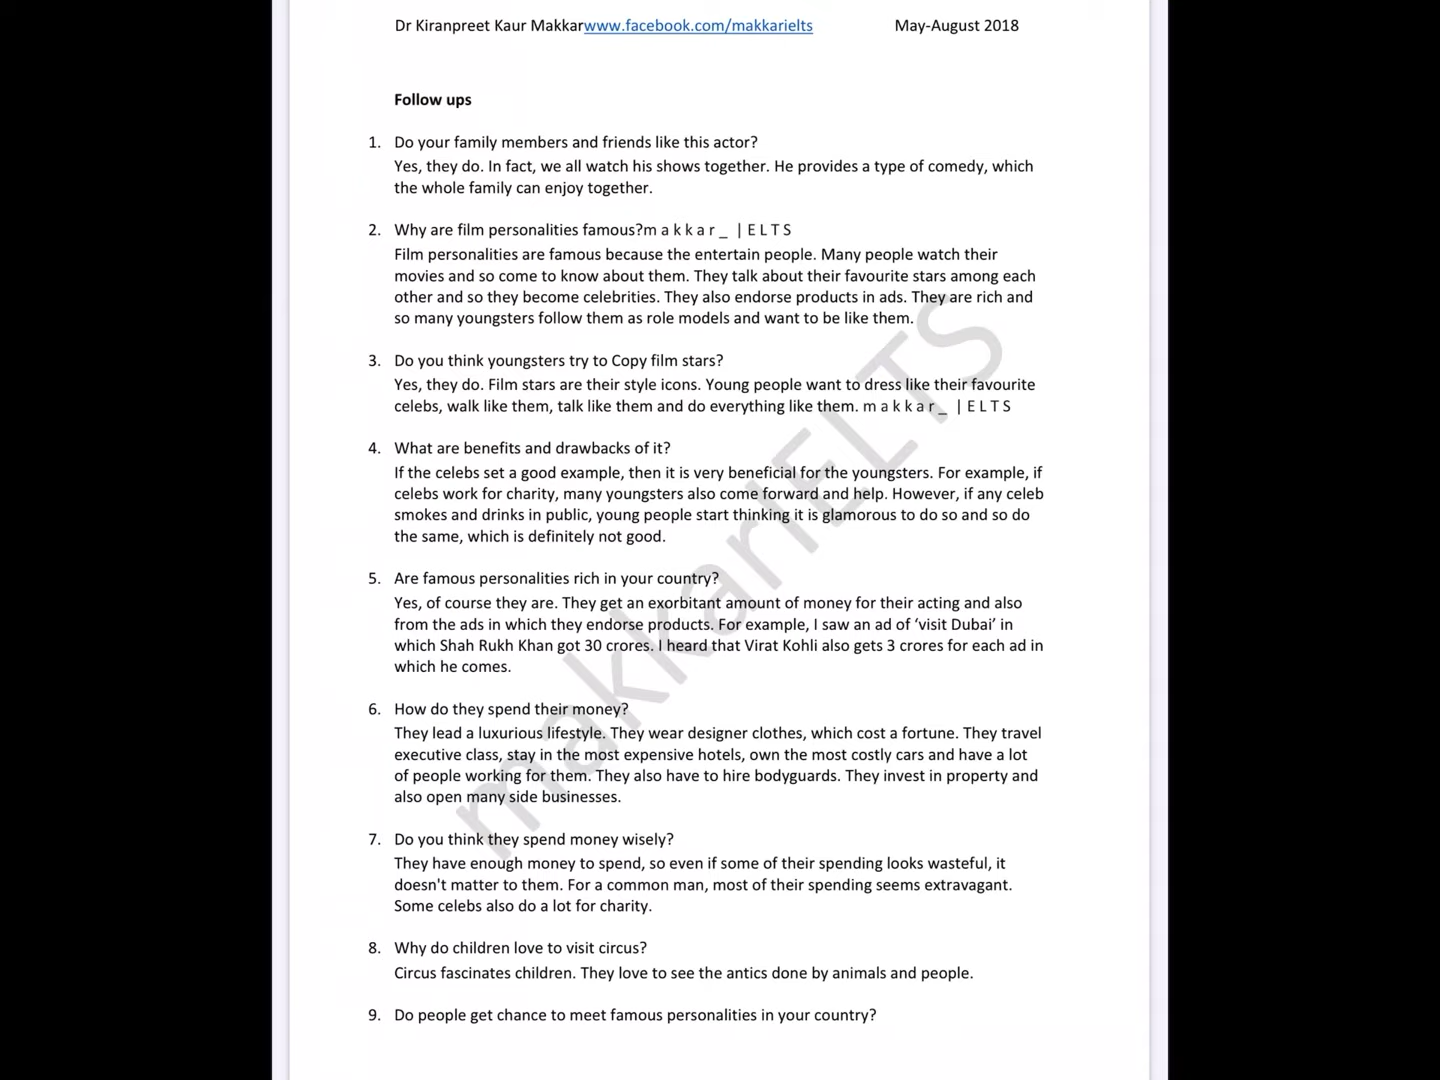 Dr Kiranpreet Kaur Makkarwww.facebook.com/makkarielts May-August 2018
Follow ups
1. Do your family members and friends like this actor?
Yes, they do. In fact, we all watch his shows together. He provides a type of comedy, which
the whole family can enjoy together.
2. Why are film personalities famous?m a k k a r _ | E L T S
Film personalities are famous because the entertain people. Many people watch their
movies and so come to know about them. They talk about their favourite stars among each
other and so they become celebrities. They also endorse products in ads. They are rich and
so many youngsters follow them as role models and want to be like them.
3. Do you think youngsters try to Copy film stars?
Yes, they do. Film stars are their style icons. Young people want to dress like their favourite
celebs, walk like them, talk like them and do everything like them. m a k k a r _ | E L T S
4. What are benefits and drawbacks of it?
If the celebs set a good example, then it is very beneficial for the youngsters. For example, if
celebs work for charity, many youngsters also come forward and help. However, if any celeb
smokes and drinks in public, young people start thinking it is glamorous to do so and so do
the same, which is definitely not good.
5. Are famous personalities rich in your country?
Yes, of course they are. They get an exorbitant amount of money for their acting and also
from the ads in which they endorse products. For example, I saw an ad of ‘visit Dubai’ in
which Shah Rukh Khan got 30 crores. I heard that Virat Kohli also gets 3 crores for each ad in
which he comes.
6. How do they spend their money?
They lead a luxurious lifestyle. They wear designer clothes, which cost a fortune. They travel
executive class, stay in the most expensive hotels, own the most costly cars and have a lot
of people working for them. They also have to hire bodyguards. They invest in property and
also open many side businesses.
7. Do you think they spend money wisely?
They have enough money to spend, so even if some of their spending looks wasteful, it
doesn't matter to them. For a common man, most of their spending seems extravagant.
Some celebs also do a lot for charity.
8. Why do children love to visit circus?
Circus fascinates children. They love to see the antics done by animals and people.
9. Do people get chance to meet famous personalities in your country?
makkarIELTS